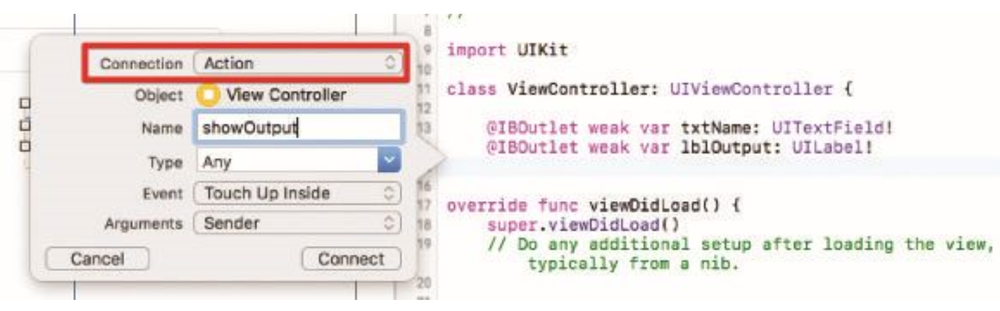 Connection Action
Object View Controller
Name showOutput
Type Any
Event Touch Up Inside
Arguments Sender
Cancel Connect
//
8
9 import UIKit
10
11 class ViewController: UIViewController {
12
13 @IBOutlet weak var txtName: UITextField!
@IBOutlet weak var lblOutput: UILabel!
16
17 override func viewDidLoad() {
18 super.viewDidLoad()
19 // Do any additional setup after loading the view,
typically from a nib.
20